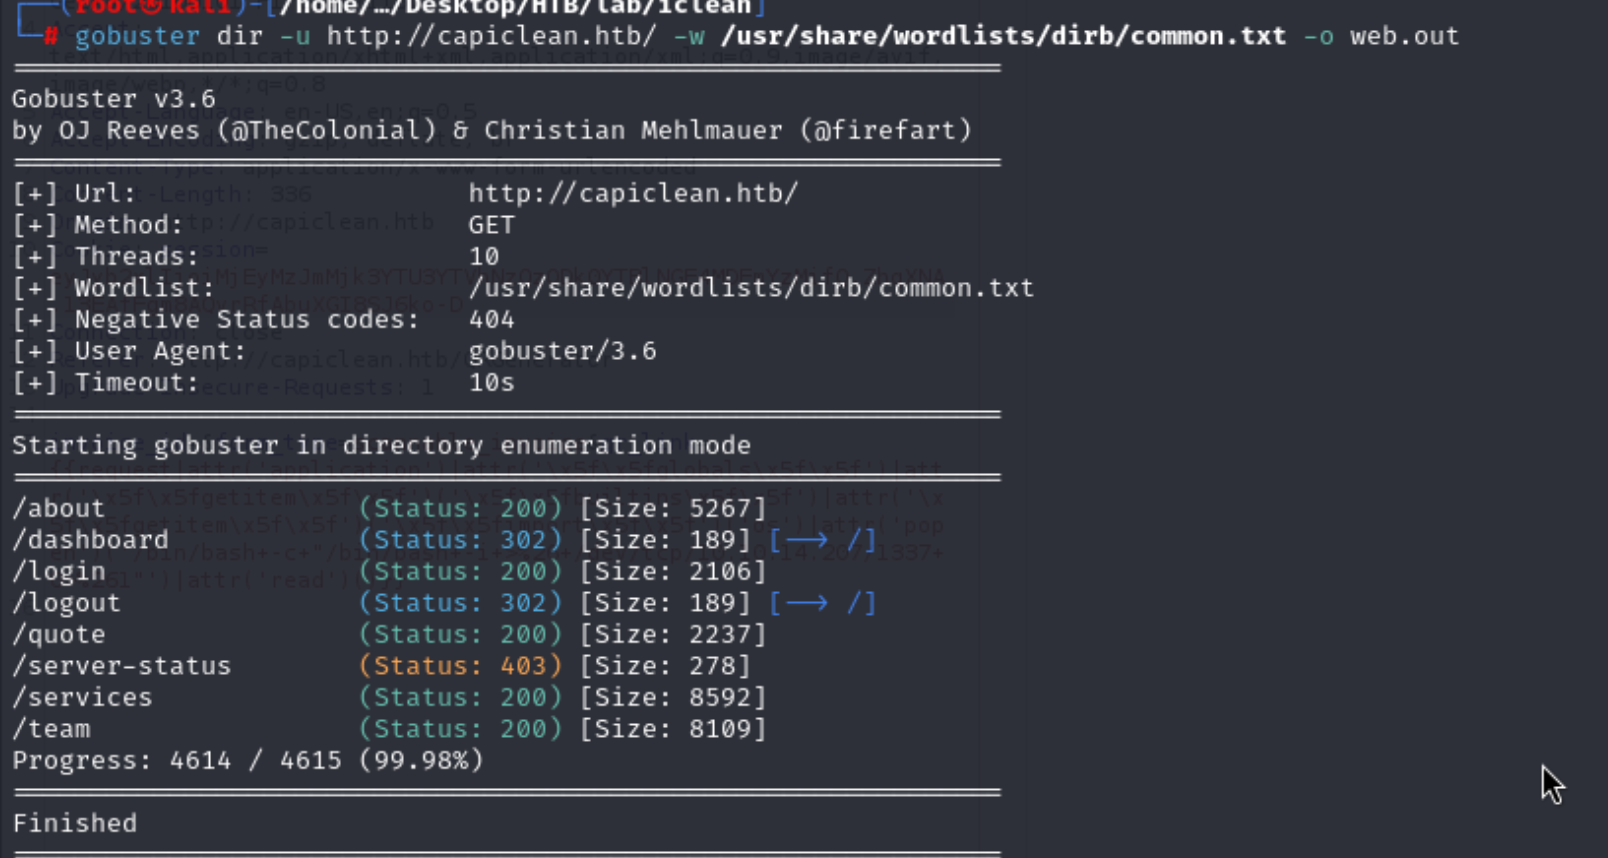 (root㉿kali)-[/home/…/Desktop/HTB/lab/iclean]
# gobuster dir -u http://capiclean.htb/ -w /usr/share/wordlists/dirb/common.txt -o web.out
Gobuster v3.6
by OJ Reeves (@TheColonial) & Christian Mehlmauer (@firefart)
[+] Url: http://capiclean.htb/
[+] Method: GET
[+] Threads: 10
[+] Wordlist: /usr/share/wordlists/dirb/common.txt
[+] Negative Status codes: 404
[+] User Agent: gobuster/3.6
[+] Timeout: 10s
Starting gobuster in directory enumeration mode
/about (Status: 200) [Size: 5267]
/dashboard (Status: 302) [Size: 189] [--> /]
/login (Status: 200) [Size: 2106]
/logout (Status: 302) [Size: 189] [--> /]
/quote (Status: 200) [Size: 2237]
/server-status (Status: 403) [Size: 278]
/services (Status: 200) [Size: 8592]
/team (Status: 200) [Size: 8109]
Progress: 4614 / 4615 (99.98%)
Finished